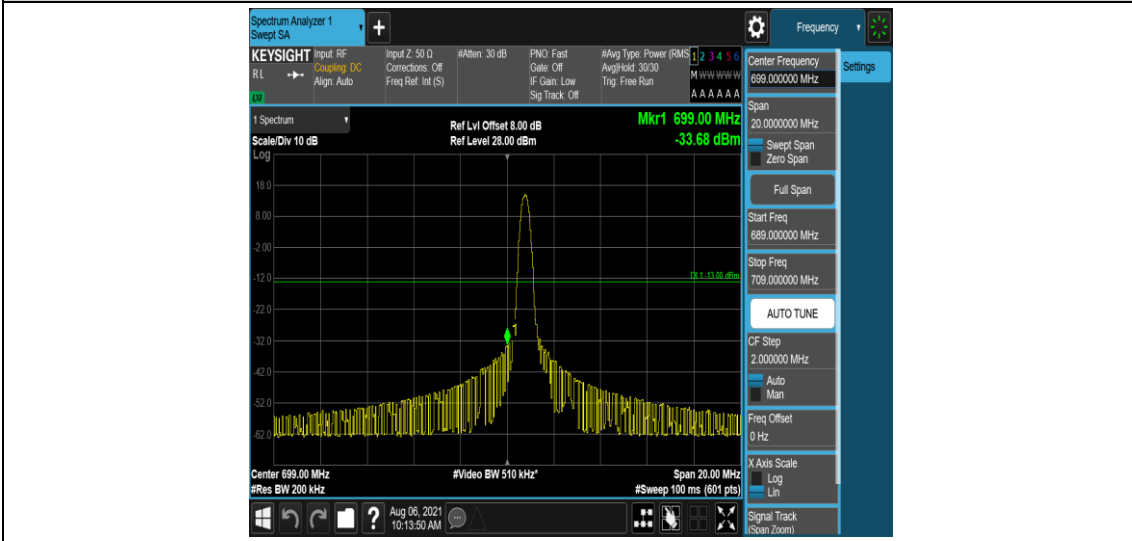 Spectrum Analyzer 1
Swept SA
+
Frequency
KEYSIGHT
RL
Input: RF
Coupling: DC
Align: Auto
Input Z: 50 Ω
Corrections: Off
Freq Ref: Int (S)
#Atten: 30 dB
PNO: Fast
Gate: Off
IF Gain: Low
Sig Track: Off
#Avg Type: Power (RMS
Avg|Hold: 30/30
Trig: Free Run
1 2 3 4 5 6
M W W W W W
A A A A A A
1 Spectrum
Scale/Div 10 dB
Log
Ref Lvl Offset 8.00 dB
Ref Level 28.00 dBm
Mkr1 699.00 MHz
-33.68 dBm
18.0
8.00
-2.00
-12.0
-22.0
-32.0
-42.0
-52.0
-62.0
DL1 -13.00 dBm
1
Center 699.00 MHz
#Res BW 200 kHz
#Video BW 510 kHz*
Span 20.00 MHz
#Sweep 100 ms (601 pts)
?
Aug 06, 2021
10:13:50 AM
Center Frequency
699.000000 MHz
Settings
Span
20.0000000 MHz
Swept Span
Zero Span
Full Span
Start Freq
689.000000 MHz
Stop Freq
709.000000 MHz
AUTO TUNE
CF Step
2.000000 MHz
Auto
Man
Freq Offset
0 Hz
X Axis Scale
Log
Lin
Signal Track
(Span Zoom)